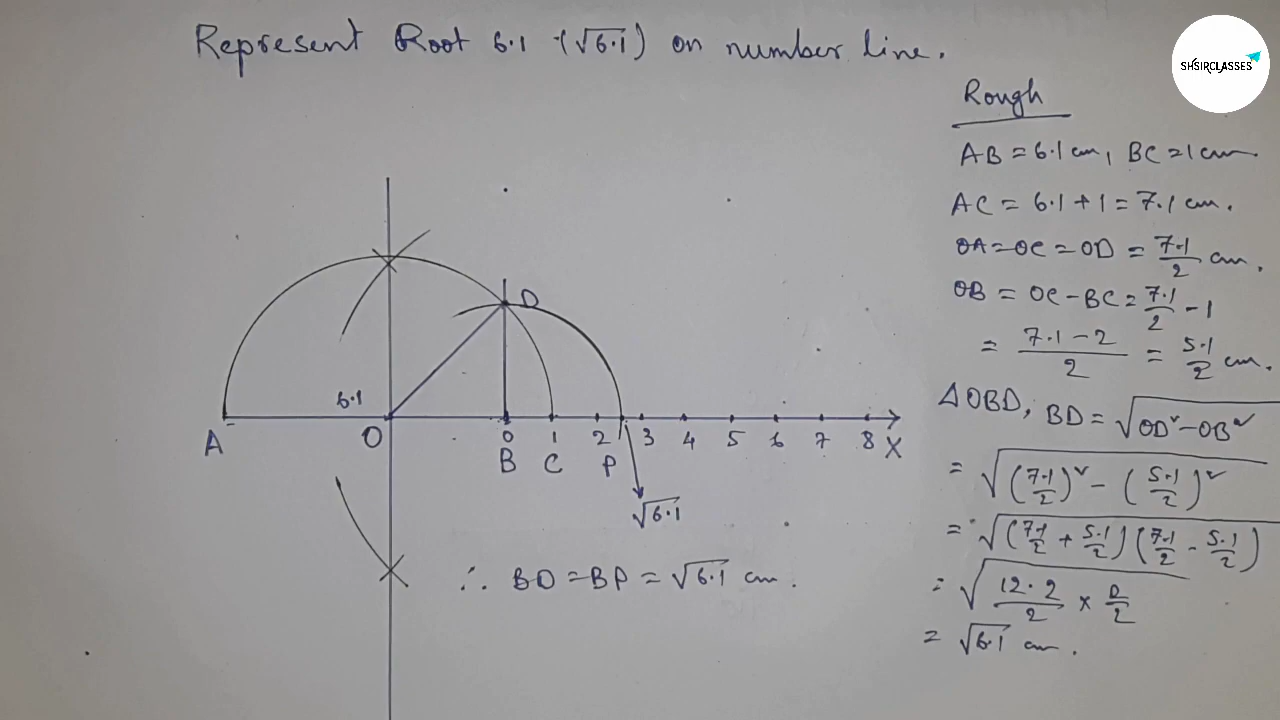 Represent Root 6.1 (√6.1) on number line.
SHSIRCLASSES
Rough
AB = 6.1 cm, BC = 1 cm.
AC = 6.1 + 1 = 7.1 cm.
OA = OC = OD = 7.1/2 cm.
OB = OC - BC = 7.1/2 - 1
= (7.1 - 2)/2 = 5.1/2 cm.
△OBD, BD = √(OD² - OB²)
= √((7.1/2)² - (5.1/2)²)
= √((7.1/2 + 5.1/2)(7.1/2 - 5.1/2))
= √(12.2/2 × 2/2)
= √6.1 cm.
D
6.1
A O 0 1 2 3 4 5 6 7 8 X
B C P
√6.1
∴ BD = BP = √6.1 cm.